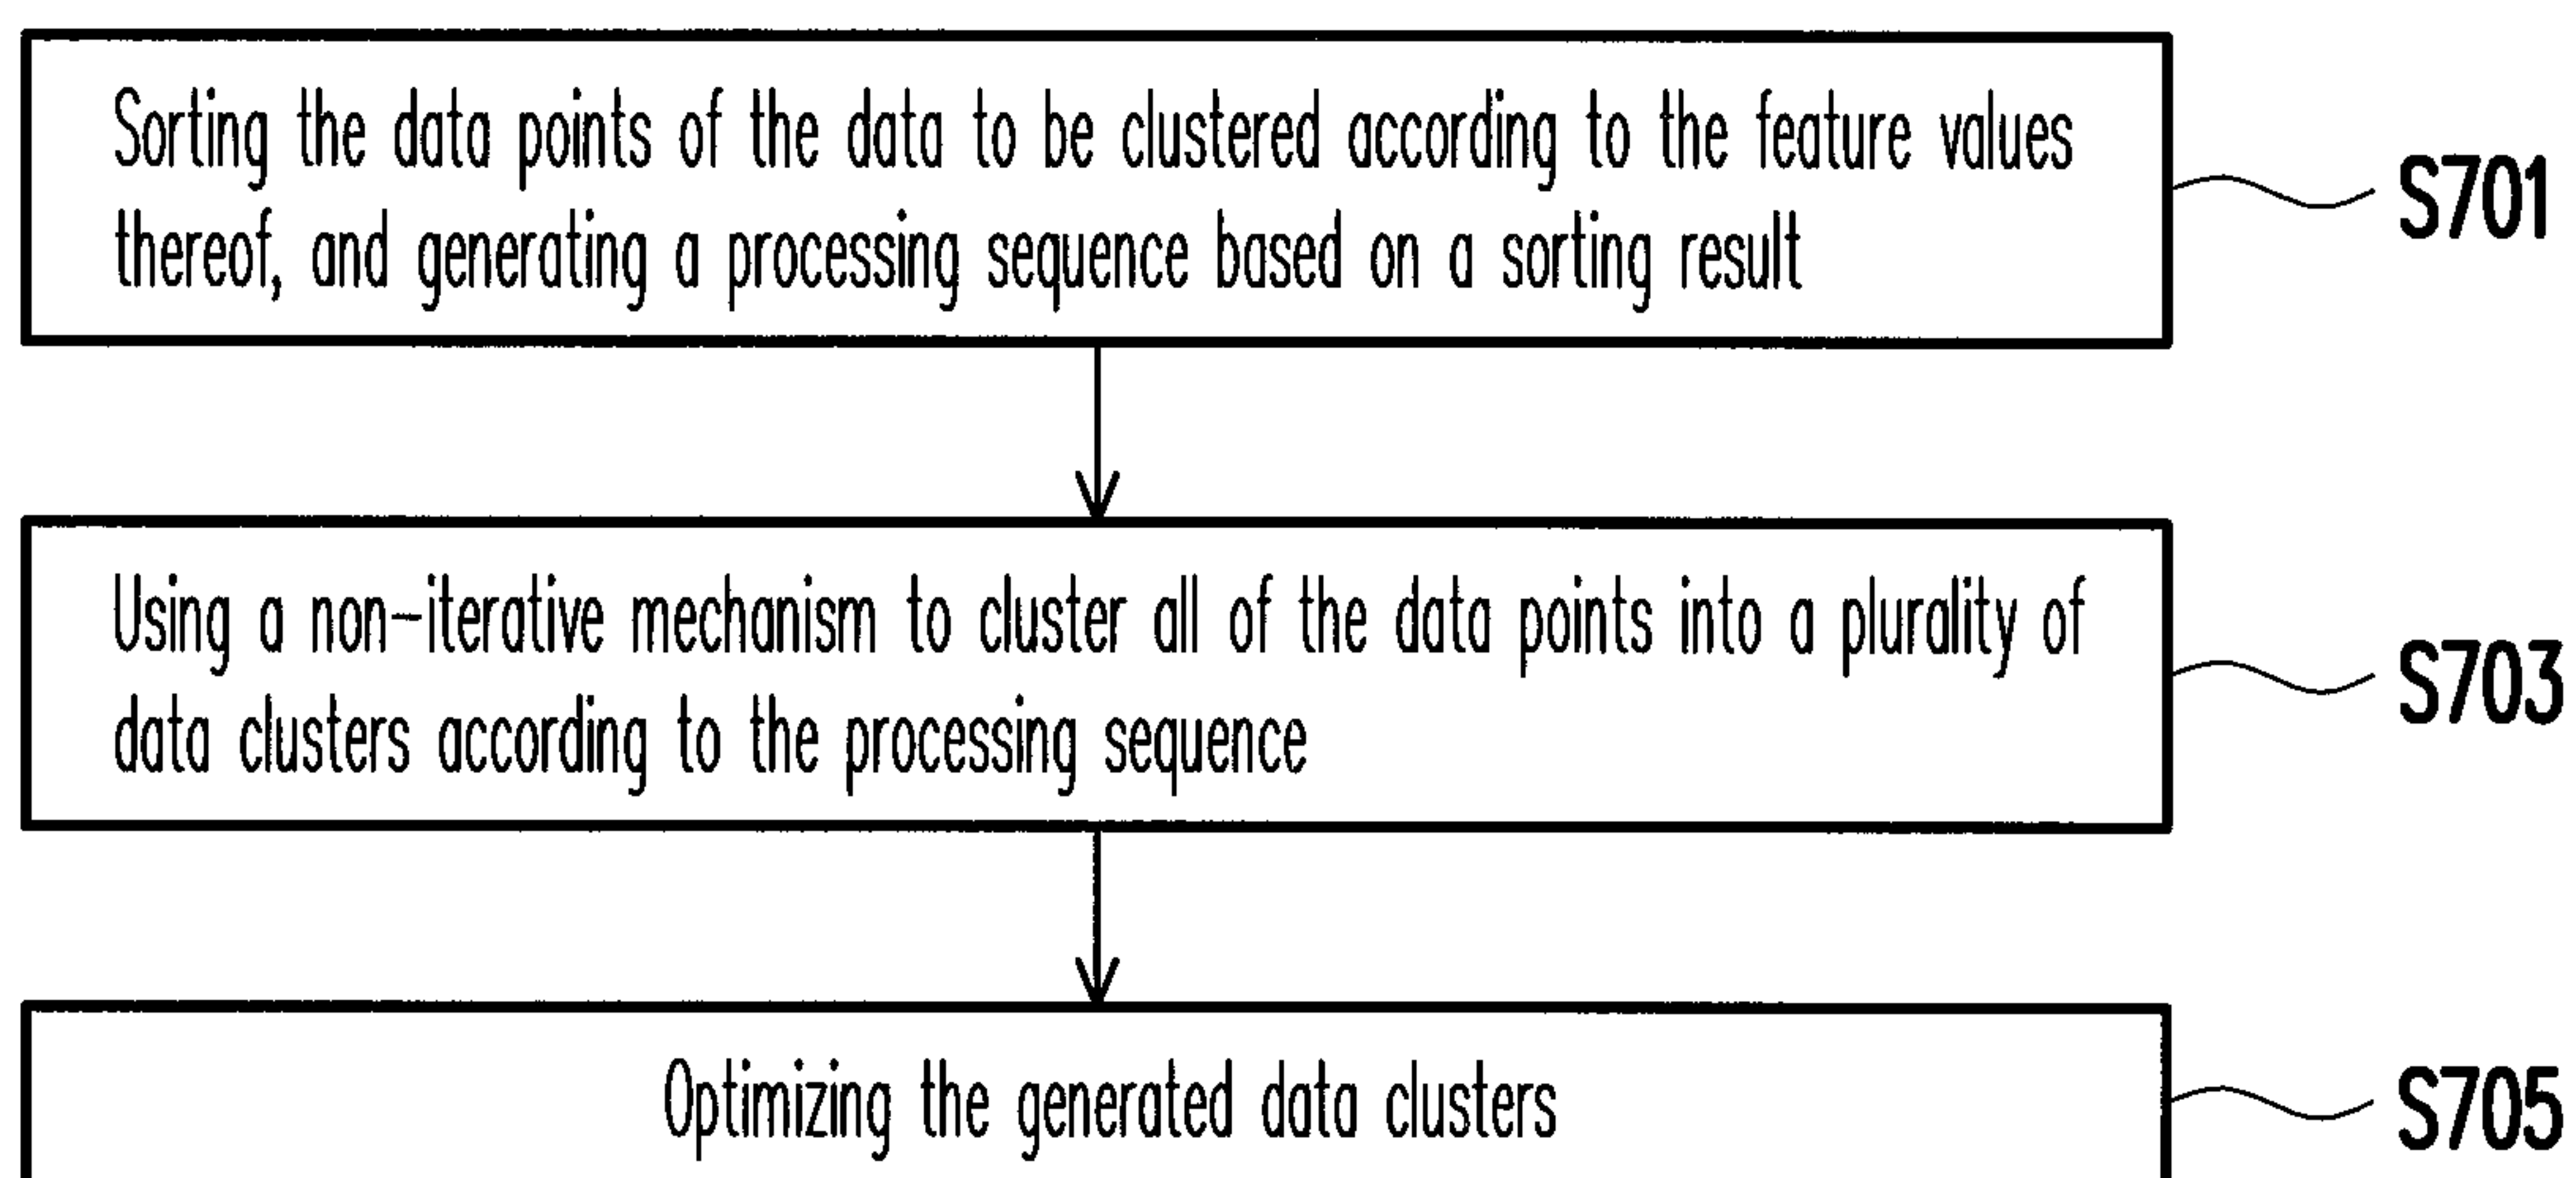 Sorting the data points of the data to be clustered according to the feature values
thereof, and generating a processing sequence based on a sorting result
S701
Using a non-iterative mechanism to cluster all of the data points into a plurality of
data clusters according to the processing sequence
S703
Optimizing the generated data clusters
S705